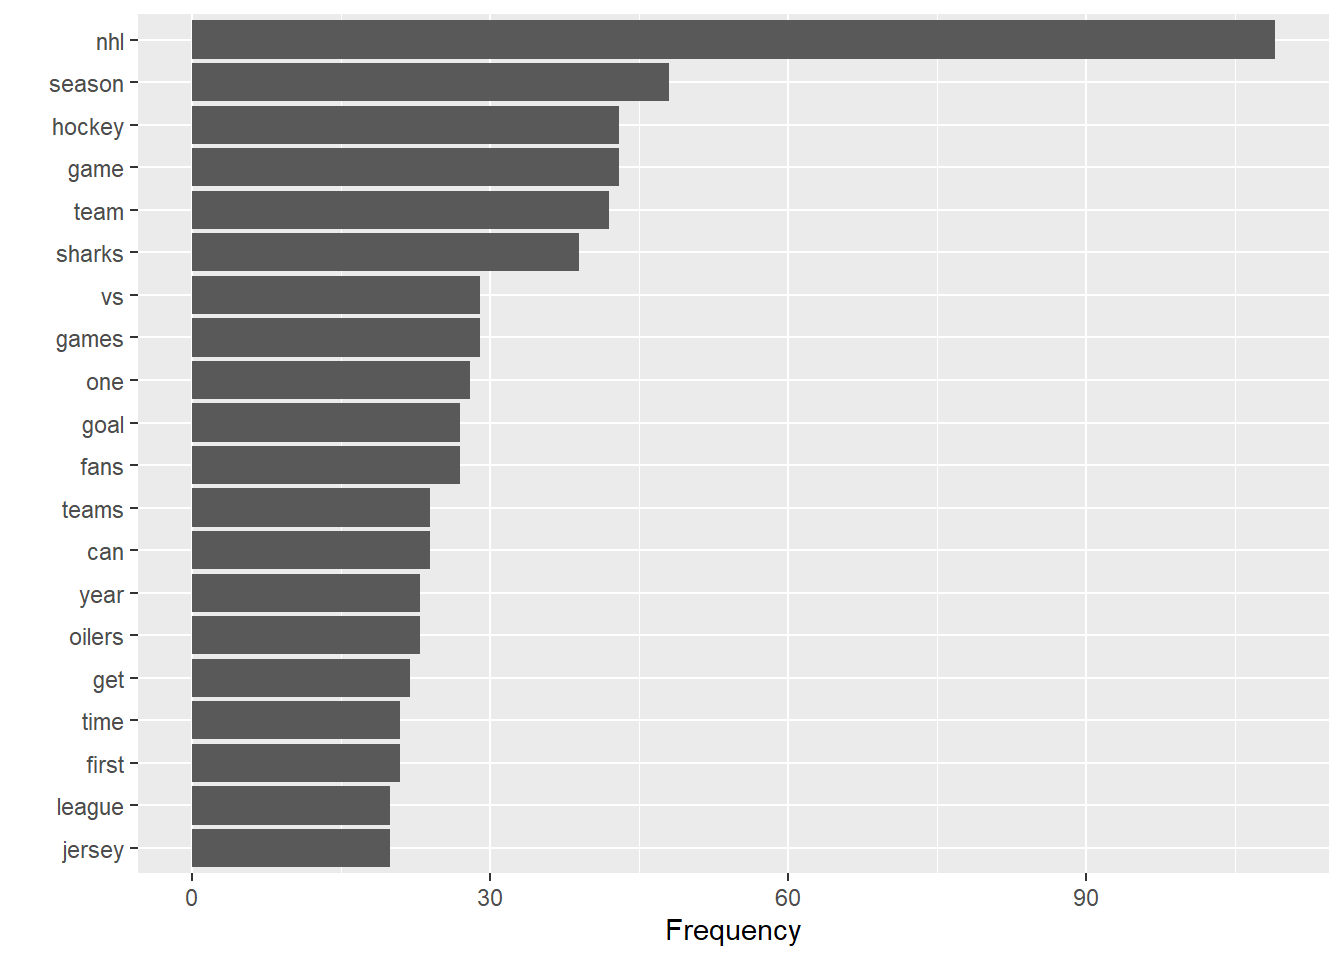 nhl
season
hockey
game
team
sharks
vs
games
one
goal
fans
teams
can
year
oilers
get
time
first
league
jersey
0 30 60 90
Frequency